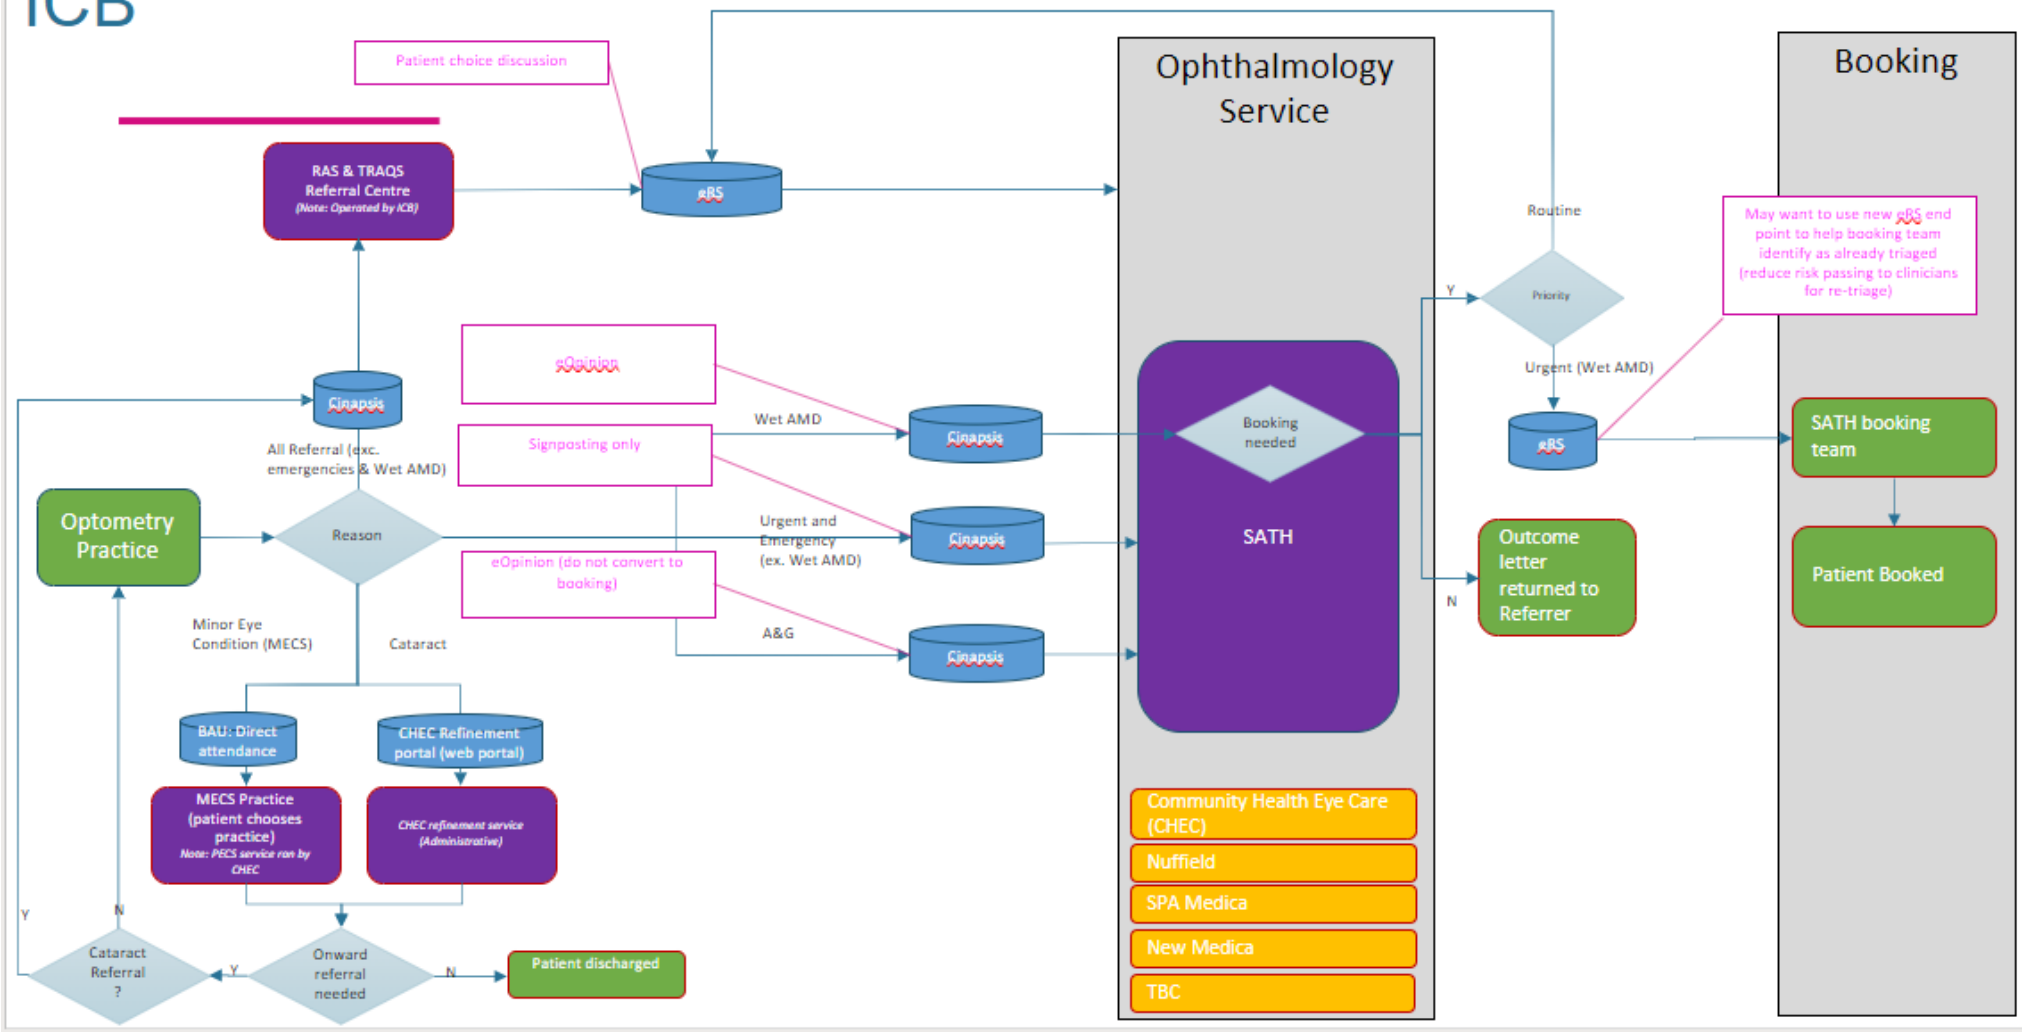 ICB
Patient choice discussion
Ophthalmology
Service
Booking
RAS & TRAQS
Referral Centre
(Note: Operated by ICB)
eRS
Routine
May want to use new eRS end
point to help booking team
identify as already triaged
(reduce risk passing to clinicians
for re-triage)
Y
Priority
Urgent (Wet AMD)
eOpinion
Cinapsis
Wet AMD
Signposting only
Cinapsis
Booking
needed
eRS
SATH booking
team
All Referral (exc.
emergencies & Wet AMD)
Optometry
Practice
Reason
Urgent and
Emergency
(ex. Wet AMD)
Cinapsis
SATH
Outcome
letter
returned to
Referrer
N
Patient Booked
eOpinion (do not convert to
booking)
A&G
Cinapsis
Minor Eye
Condition (MECS)
Cataract
BAU: Direct
attendance
CHEC Refinement
portal (web portal)
MECS Practice
(patient chooses
practice)
Note: PECS service ran by
CHEC
CHEC refinement service
(Administrative)
Community Health Eye Care
(CHEC)
Nuffield
SPA Medica
New Medica
TBC
Y
N
Cataract
Referral
?
Y
Onward
referral
needed
N
Patient discharged